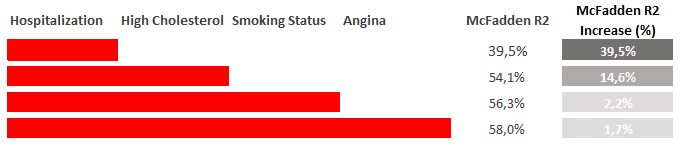 Hospitalization High Cholesterol Smoking Status Angina McFadden R2 McFadden R2
Increase (%)
39,5% 39,5%
54,1% 14,6%
56,3% 2,2%
58,0% 1,7%